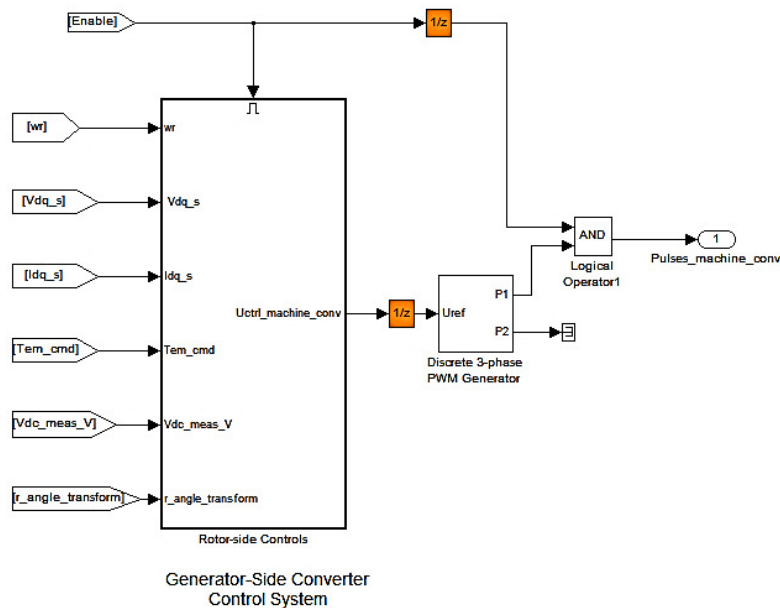 [Enable]
1/z
[wr]
wr
[Vdq_s]
Vdq_s
AND
1
Logical
Operator1
Pulses_machine_conv
[Idq_s]
Idq_s
Uctrl_machine_conv
1/z
Uref
P1
P2
[Tem_cmd]
Tem_cmd
Discrete 3-phase
PWM Generator
[Vdc_meas_V]
Vdc_meas_V
[r_angle_transform]
r_angle_transform
Rotor-side Controls
Generator-Side Converter
Control System